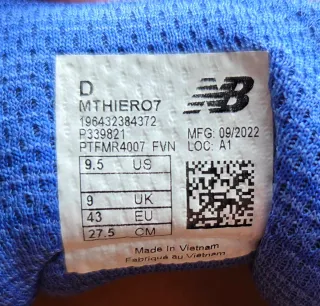 D
MTHIERO7
196432384372
P339821 MFG: 09/2022
PTFMR4007 FVN LOC: A1
9.5 US
9 UK
43 EU
27.5 CM
Made in Vietnam
Fabriqué au Vietnam